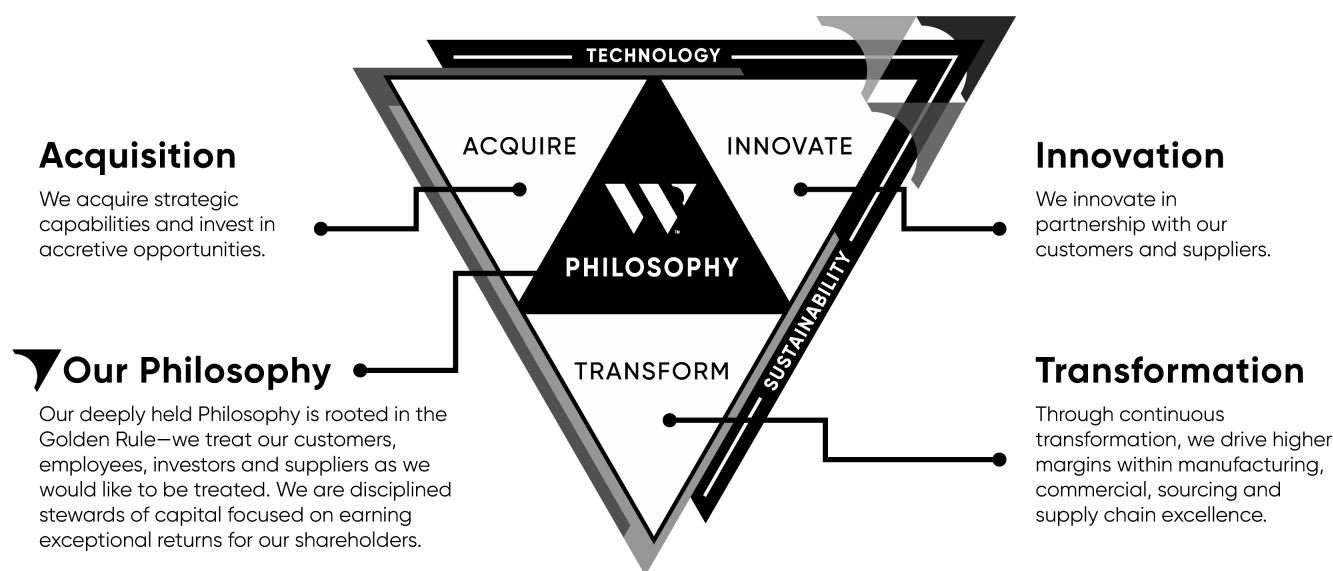 TECHNOLOGY
ACQUIRE
INNOVATE
W
™
PHILOSOPHY
TRANSFORM
SUSTAINABILITY
Acquisition
We acquire strategic
capabilities and invest in
accretive opportunities.
Our Philosophy
Our deeply held Philosophy is rooted in the
Golden Rule—we treat our customers,
employees, investors and suppliers as we
would like to be treated. We are disciplined
stewards of capital focused on earning
exceptional returns for our shareholders.
Innovation
We innovate in
partnership with our
customers and suppliers.
Transformation
Through continuous
transformation, we drive higher
margins within manufacturing,
commercial, sourcing and
supply chain excellence.